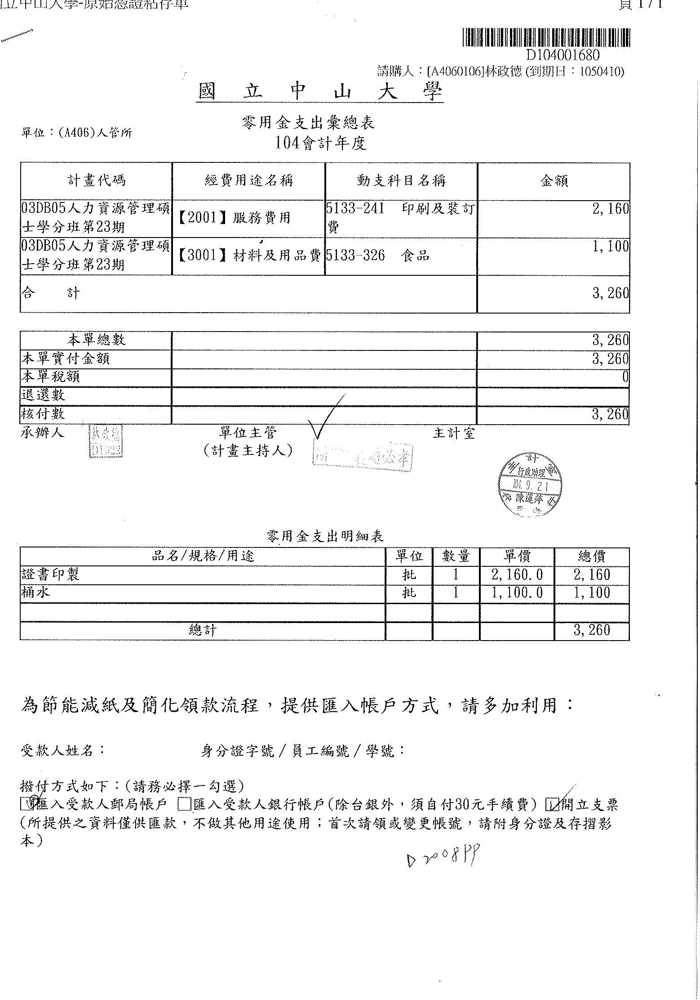 國立中山大學-原始憑證粘存單 頁 1 / 1
D104001680
請購人：[A4060106]林政德 (到期日：1050410)
國立中山大學
零用金支出彙總表
單位：(A406)人管所
104會計年度
計畫代碼 經費用途名稱 動支科目名稱 金額
03DB05人力資源管理碩士學分班第23期 【2001】服務費用 5133-241 印刷及裝訂費 2,160
03DB05人力資源管理碩士學分班第23期 【3001】材料及用品費 5133-326 食品 1,100
合 計 3,260
本單總數 3,260
本單實付金額 3,260
本單稅額 0
退還數
核付數 3,260
承辦人 單位主管 主計室
(計畫主持人)
計
行政助理
104.9.21
零用金支出明細表
品名/規格/用途 單位 數量 單價 總價
證書印製 批 1 2,160.0 2,160
桶水 批 1 1,100.0 1,100
總計 3,260
為節能減紙及簡化領款流程，提供匯入帳戶方式，請多加利用：
受款人姓名： 身分證字號/員工編號/學號：
撥付方式如下：(請務必擇一勾選)
匯入受款人郵局帳戶 □匯入受款人銀行帳戶(除台銀外，須自付30元手續費) ☑開立支票
(所提供之資料僅供匯款，不做其他用途使用；首次請領或變更帳號，請附身分證及存摺影
本)
D200899